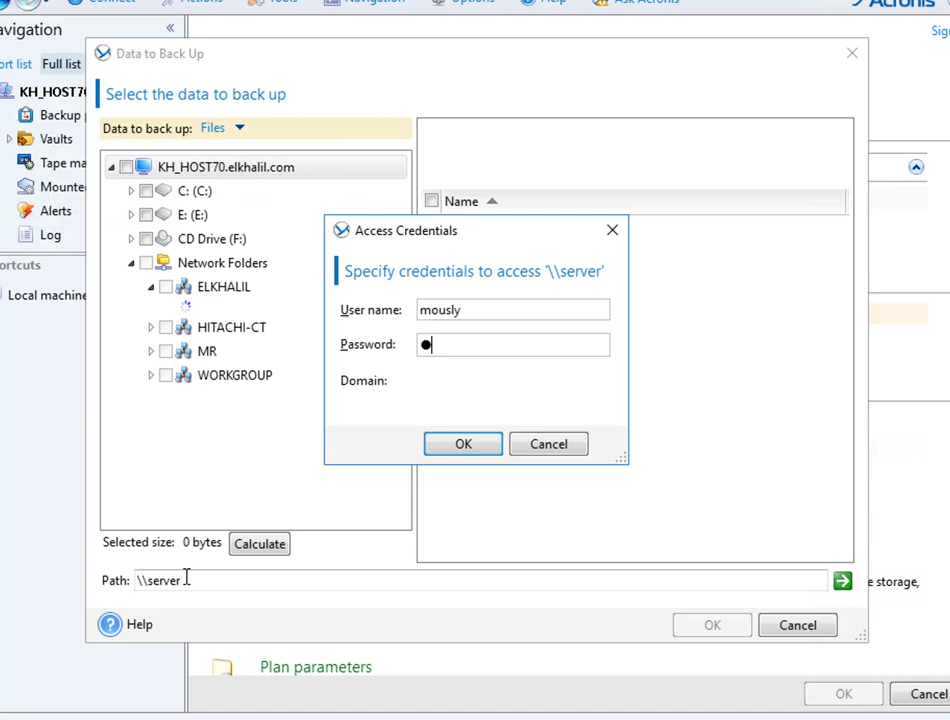 Connect Actions Tools Navigation Options Help Ask Acronis Acronis
avigation
ort list Full list
KH_HOST70
Backup p
Vaults
Tape ma
Mounte
Alerts
Log
ortcuts
Local machine
Sig
Data to Back Up
Select the data to back up
Data to back up: Files
KH_HOST70.elkhalil.com
C: (C:)
E: (E:)
CD Drive (F:)
Network Folders
ELKHALIL
HITACHI-CT
MR
WORKGROUP
Name
Access Credentials
Specify credentials to access '\\server'
User name: mously
Password: ●
Domain:
OK Cancel
Selected size: 0 bytes Calculate
Path: \\server
e storage,
Help OK Cancel
Plan parameters
OK Cancel